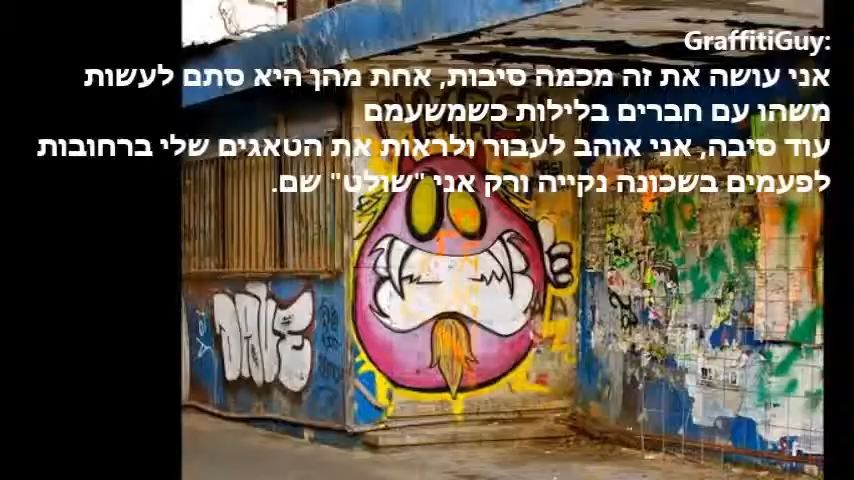 GraffitiGuy:
אני עושה את זה מכמה סיבות, אחת מהן היא סתם לעשות
משהו עם חברים בלילות כשמשעמם
עוד סיבה, אני אוהב לעבור ולראות את הטאגים שלי ברחובות
לפעמים בשכונה נקייה ורק אני "שולט" שם.
DAVE